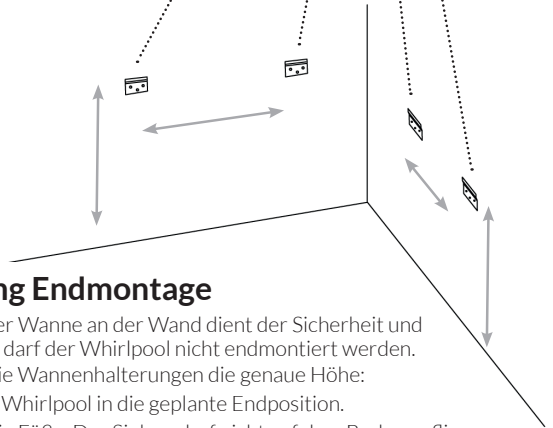 ng Endmontage
er Wanne an der Wand dient der Sicherheit und
darf der Whirlpool nicht endmontiert werden.
ie Wannenhalterungen die genaue Höhe:
Whirlpool in die geplante Endposition.